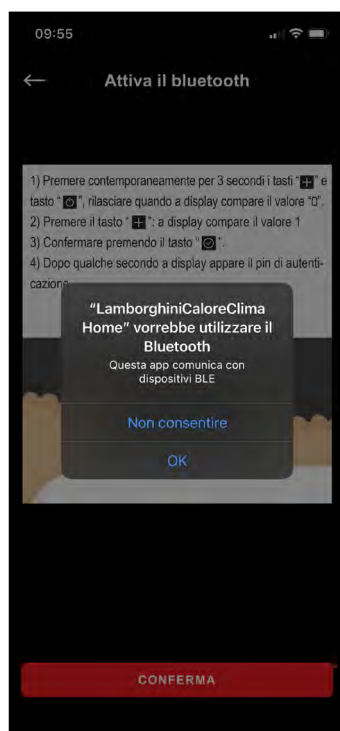 09:55
Attiva il bluetooth
1) Premere contemporaneamente per 3 secondi i tasti “+” e
tasto “”, rilasciare quando a display compare il valore “0”.
2) Premere il tasto “+”: a display compare il valore 1
3) Confermare premendo il tasto “”.
4) Dopo qualche secondo a display appare il pin di autenti-
cazione
“LamborghiniCaloreClima
Home” vorrebbe utilizzare il
Bluetooth
Questa app comunica con
dispositivi BLE
Non consentire
OK
CONFERMA